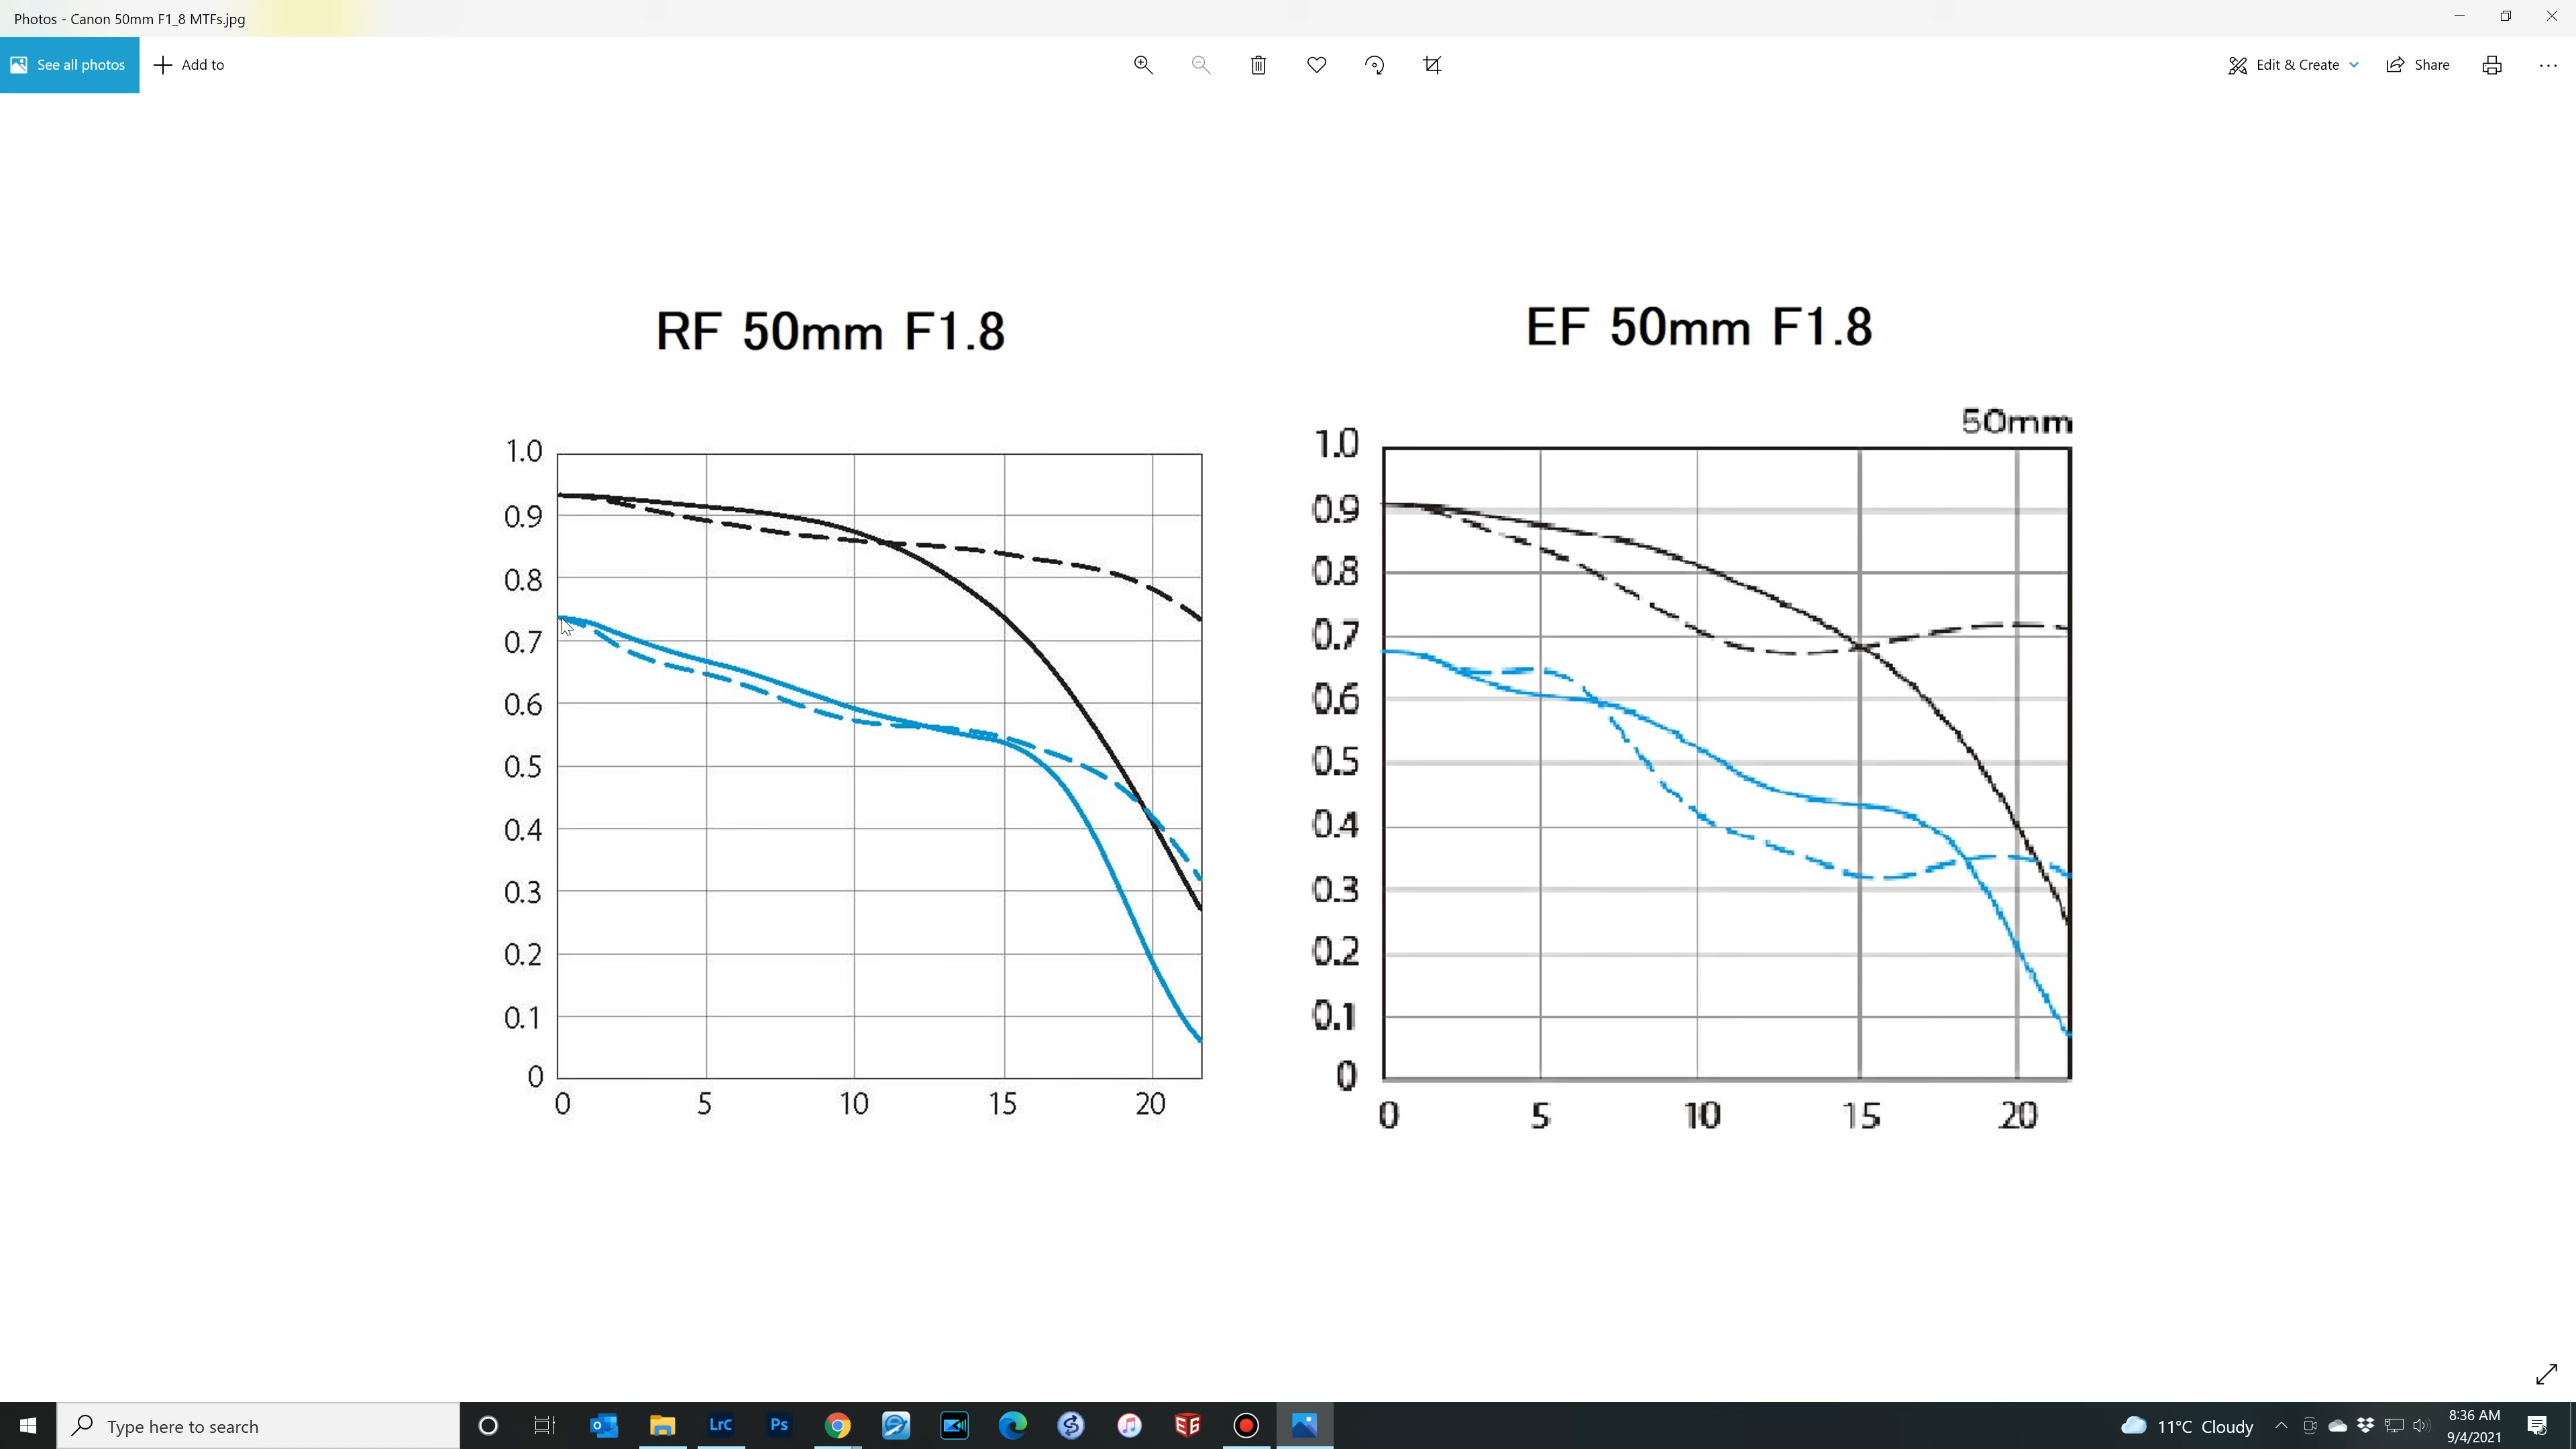 Photos - Canon 50mm F1_8 MTFs.jpg
See all photos
Add to
Edit & Create
Share
RF 50mm F1.8
EF 50mm F1.8
50mm
1.0
0.9
0.8
0.7
0.6
0.5
0.4
0.3
0.2
0.1
0
0 5 10 15 20
1.0
0.9
0.8
0.7
0.6
0.5
0.4
0.3
0.2
0.1
0
0 5 10 15 20
Type here to search
LrC
Ps
E6
11°C Cloudy
8:36 AM
9/4/2021